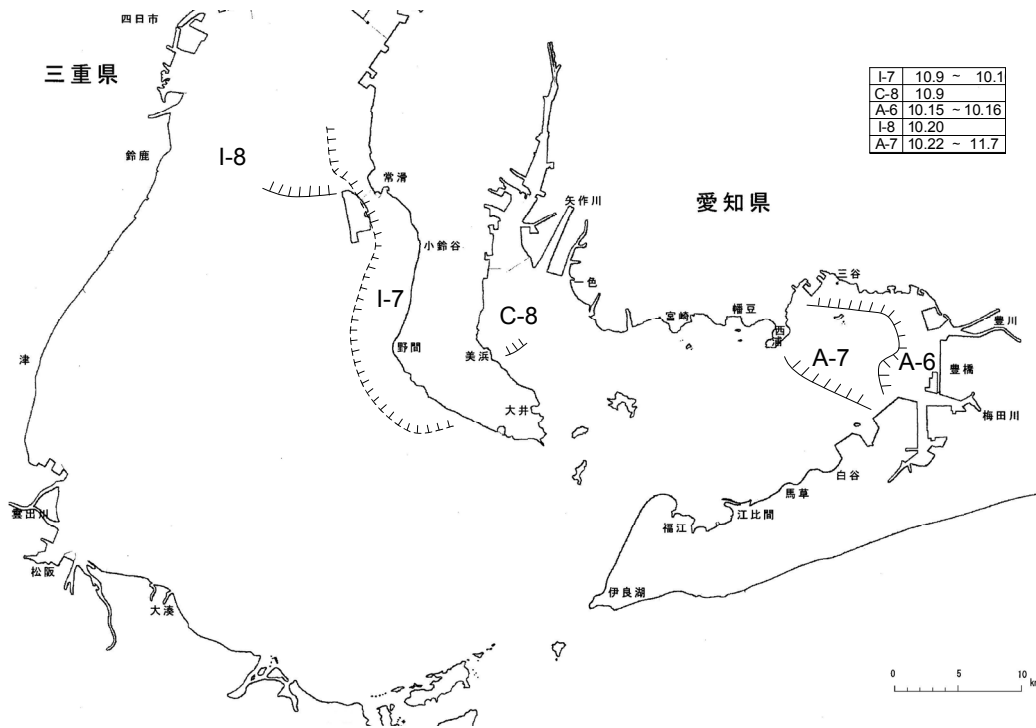 四日市
三重県
I-7 10.9 ~ 10.1
C-8 10.9
A-6 10.15 ~ 10.16
I-8 10.20
A-7 10.22 ~ 11.7
鈴鹿
I-8
常滑
矢作川
愛知県
小鈴谷
一色
三谷
I-7
C-8
宮崎
幡豆
西浦
豊川
津
野間
美浜
A-7
A-6
豊橋
大井
梅田川
白谷
馬草
雲田川
福江
江比間
松阪
伊良湖
大湊
0 5 10
km